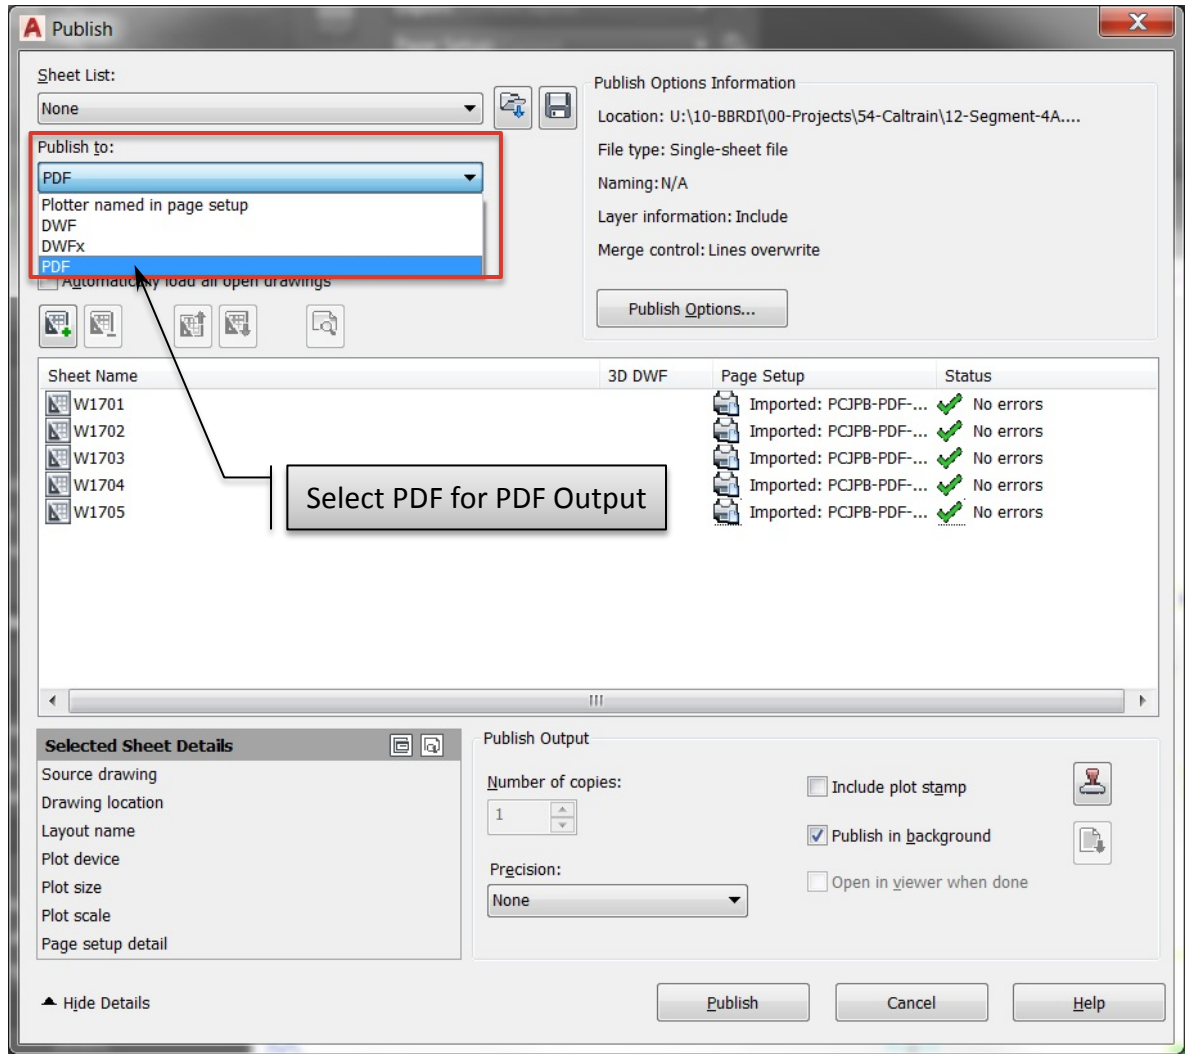 Publish
Sheet List:
None
Publish to:
PDF
Plotter named in page setup
DWF
DWFx
PDF
Automatically load all open drawings
Publish Options Information
Location: U:\10-BBRDI\00-Projects\54-Caltrain\12-Segment-4A....
File type: Single-sheet file
Naming: N/A
Layer information: Include
Merge control: Lines overwrite
Publish Options...
Sheet Name 3D DWF Page Setup Status
W1701 Imported: PCJPB-PDF-... No errors
W1702 Imported: PCJPB-PDF-... No errors
W1703 Imported: PCJPB-PDF-... No errors
W1704 Imported: PCJPB-PDF-... No errors
W1705 Imported: PCJPB-PDF-... No errors
Select PDF for PDF Output
Selected Sheet Details
Source drawing
Drawing location
Layout name
Plot device
Plot size
Plot scale
Page setup detail
Publish Output
Number of copies:
1
Precision:
None
Include plot stamp
Publish in background
Open in viewer when done
Hide Details
Publish
Cancel
Help